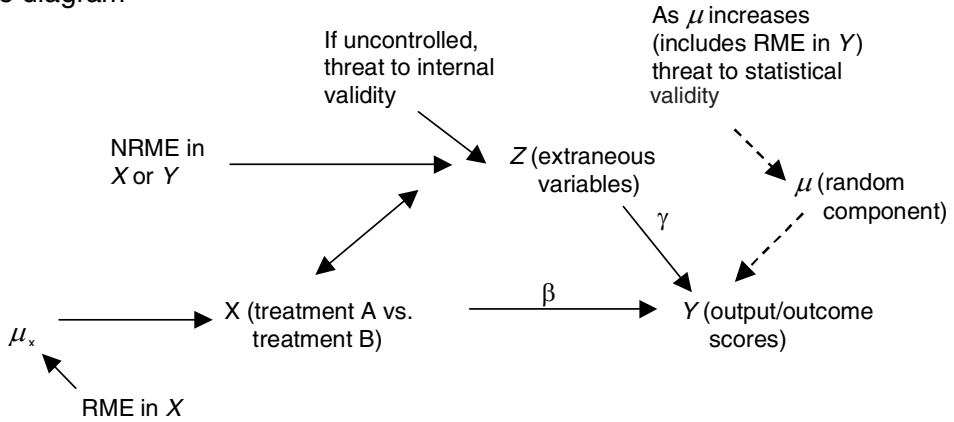 diagram
As μ increases
(includes RME in Y)
threat to statistical
validity
If uncontrolled,
threat to internal
validity
NRME in
X or Y
Z (extraneous
variables)
μ (random
component)
γ
β
X (treatment A vs.
treatment B)
Y (output/outcome
scores)
μx
RME in X